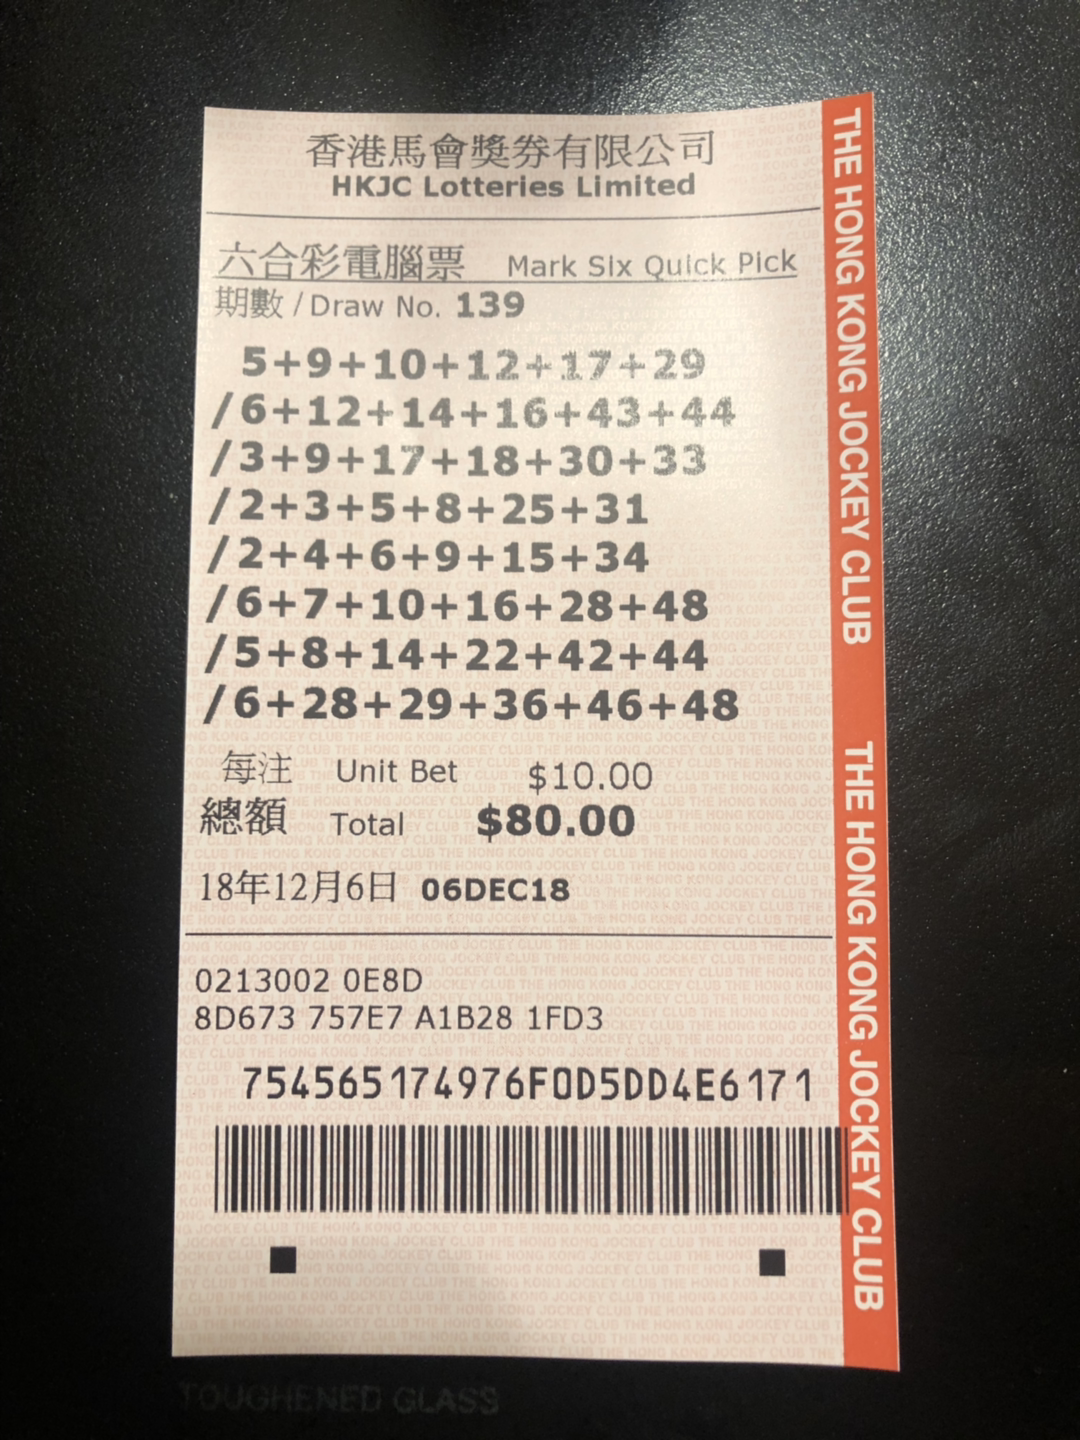 香港馬會獎券有限公司
HKJC Lotteries Limited
六合彩電腦票 Mark Six Quick Pick
期數 / Draw No. 139
5+9+10+12+17+29
/6+12+14+16+43+44
/3+9+17+18+30+33
/2+3+5+8+25+31
/2+4+6+9+15+34
/6+7+10+16+28+48
/5+8+14+22+42+44
/6+28+29+36+46+48
每注 Unit Bet $10.00
總額 Total $80.00
18年12月6日 06DEC18
0213002 0E8D
8D673 757E7 A1B28 1FD3
754565174976F0D5DD4E6171
THE HONG KONG JOCKEY CLUB
THE HONG KONG JOCKEY CLUB
TOUGHENED GLASS